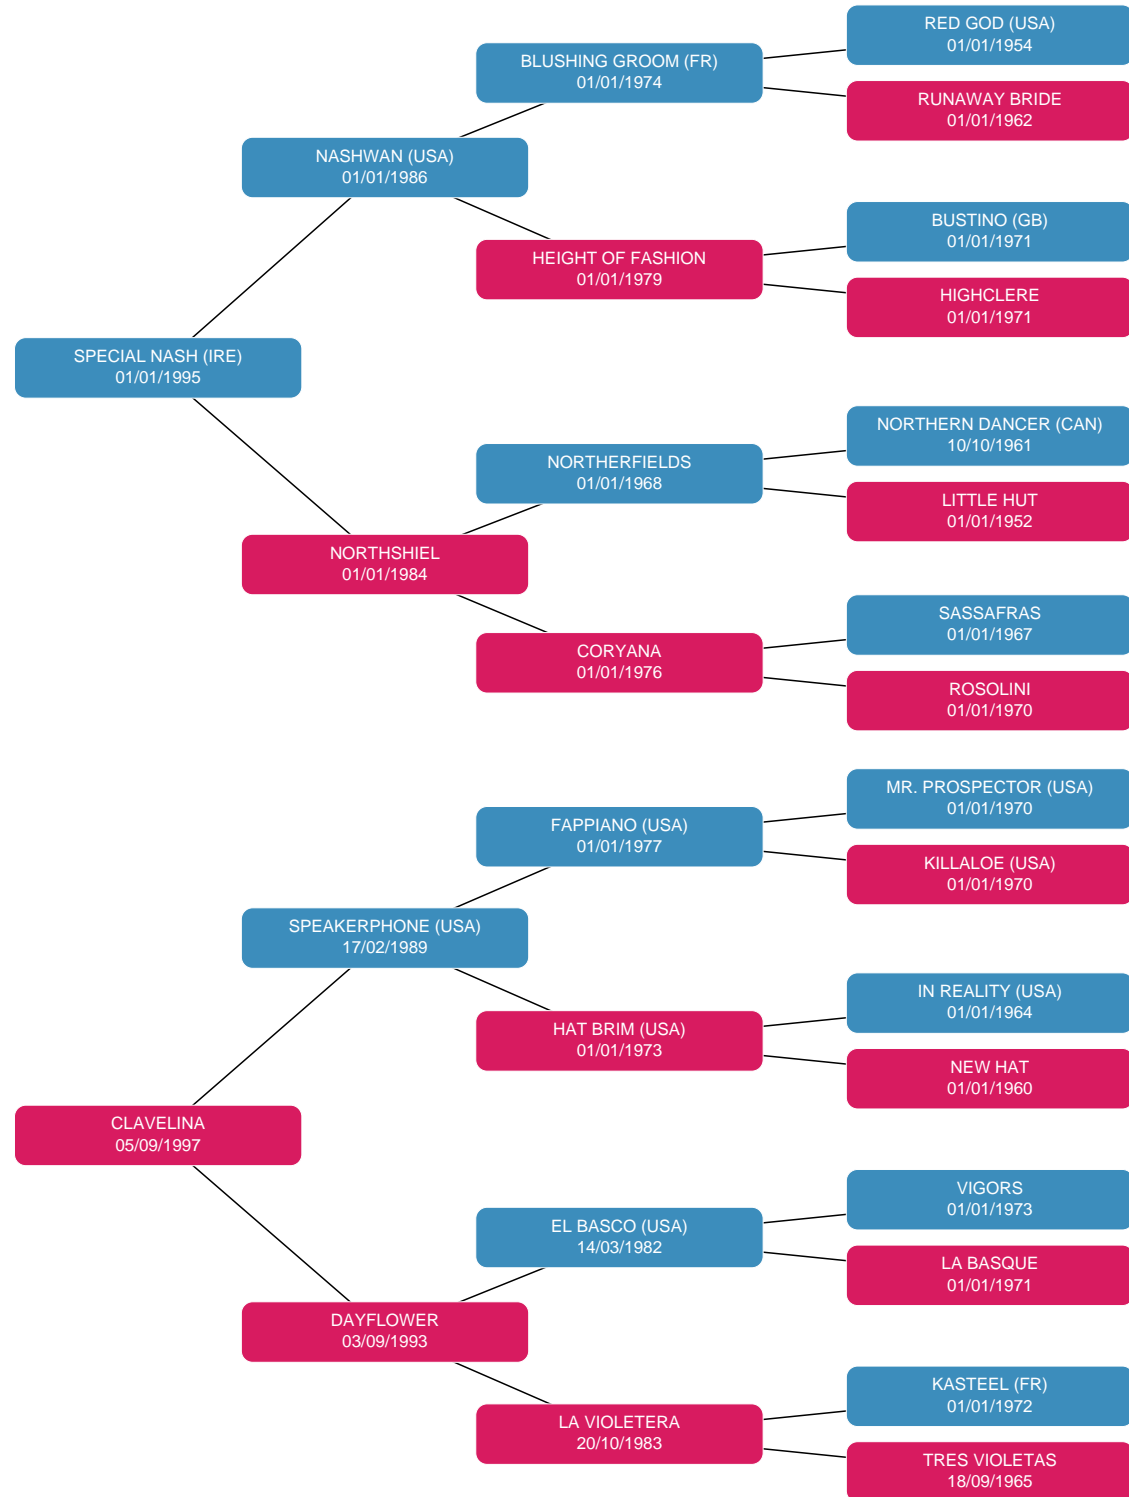 RED GOD (USA)
01/01/1954
BLUSHING GROOM (FR)
01/01/1974
RUNAWAY BRIDE
01/01/1962
NASHWAN (USA)
01/01/1986
BUSTINO (GB)
01/01/1971
HEIGHT OF FASHION
01/01/1979
HIGHCLERE
01/01/1971
SPECIAL NASH (IRE)
01/01/1995
NORTHERN DANCER (CAN)
10/10/1961
NORTHERFIELDS
01/01/1968
LITTLE HUT
01/01/1952
NORTHSHIEL
01/01/1984
SASSAFRAS
01/01/1967
CORYANA
01/01/1976
ROSOLINI
01/01/1970
MR. PROSPECTOR (USA)
01/01/1970
FAPPIANO (USA)
01/01/1977
KILLALOE (USA)
01/01/1970
SPEAKERPHONE (USA)
17/02/1989
IN REALITY (USA)
01/01/1964
HAT BRIM (USA)
01/01/1973
NEW HAT
01/01/1960
CLAVELINA
05/09/1997
VIGORS
01/01/1973
EL BASCO (USA)
14/03/1982
LA BASQUE
01/01/1971
DAYFLOWER
03/09/1993
KASTEEL (FR)
01/01/1972
LA VIOLETERA
20/10/1983
TRES VIOLETAS
18/09/1965